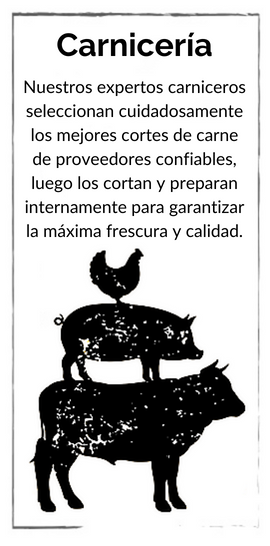 Carnicería
Nuestros expertos carniceros
seleccionan cuidadosamente
los mejores cortes de carne
de proveedores confiables,
luego los cortan y preparan
internamente para garantizar
la máxima frescura y calidad.